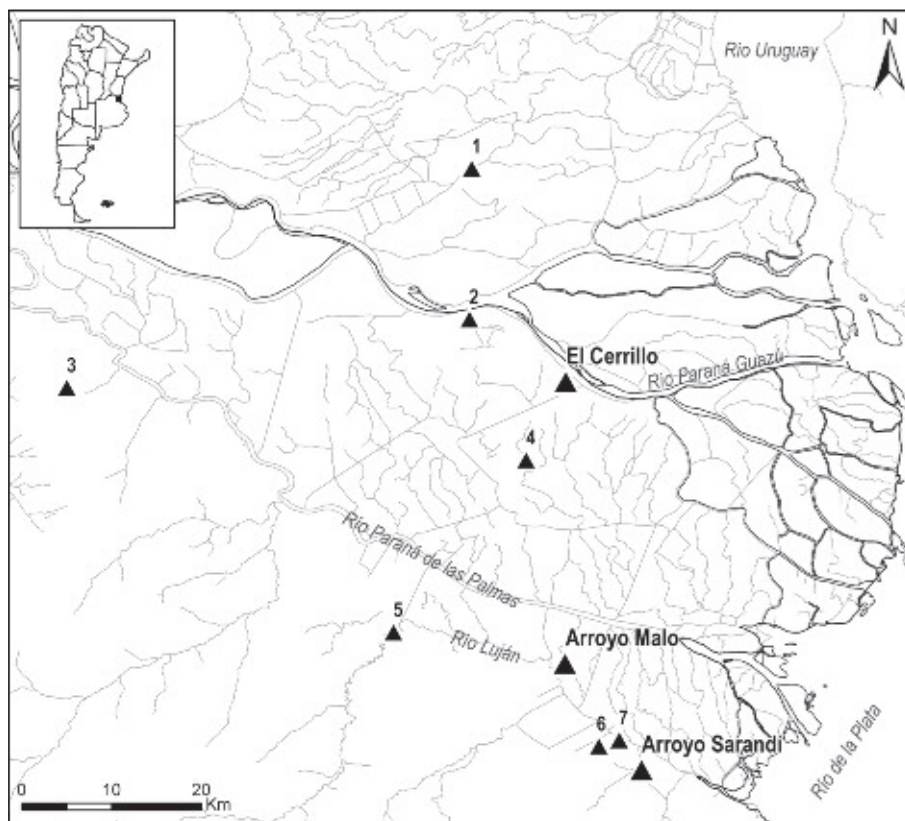 N
Rio Uruguay
1
2
El Cerrillo
3
Río Paraná Guazú
4
Río Paraná de las Palmas
5
Arroyo Malo
Río Luján
6
7
Arroyo Sarandí
Río de la Plata
0 10 20
Km